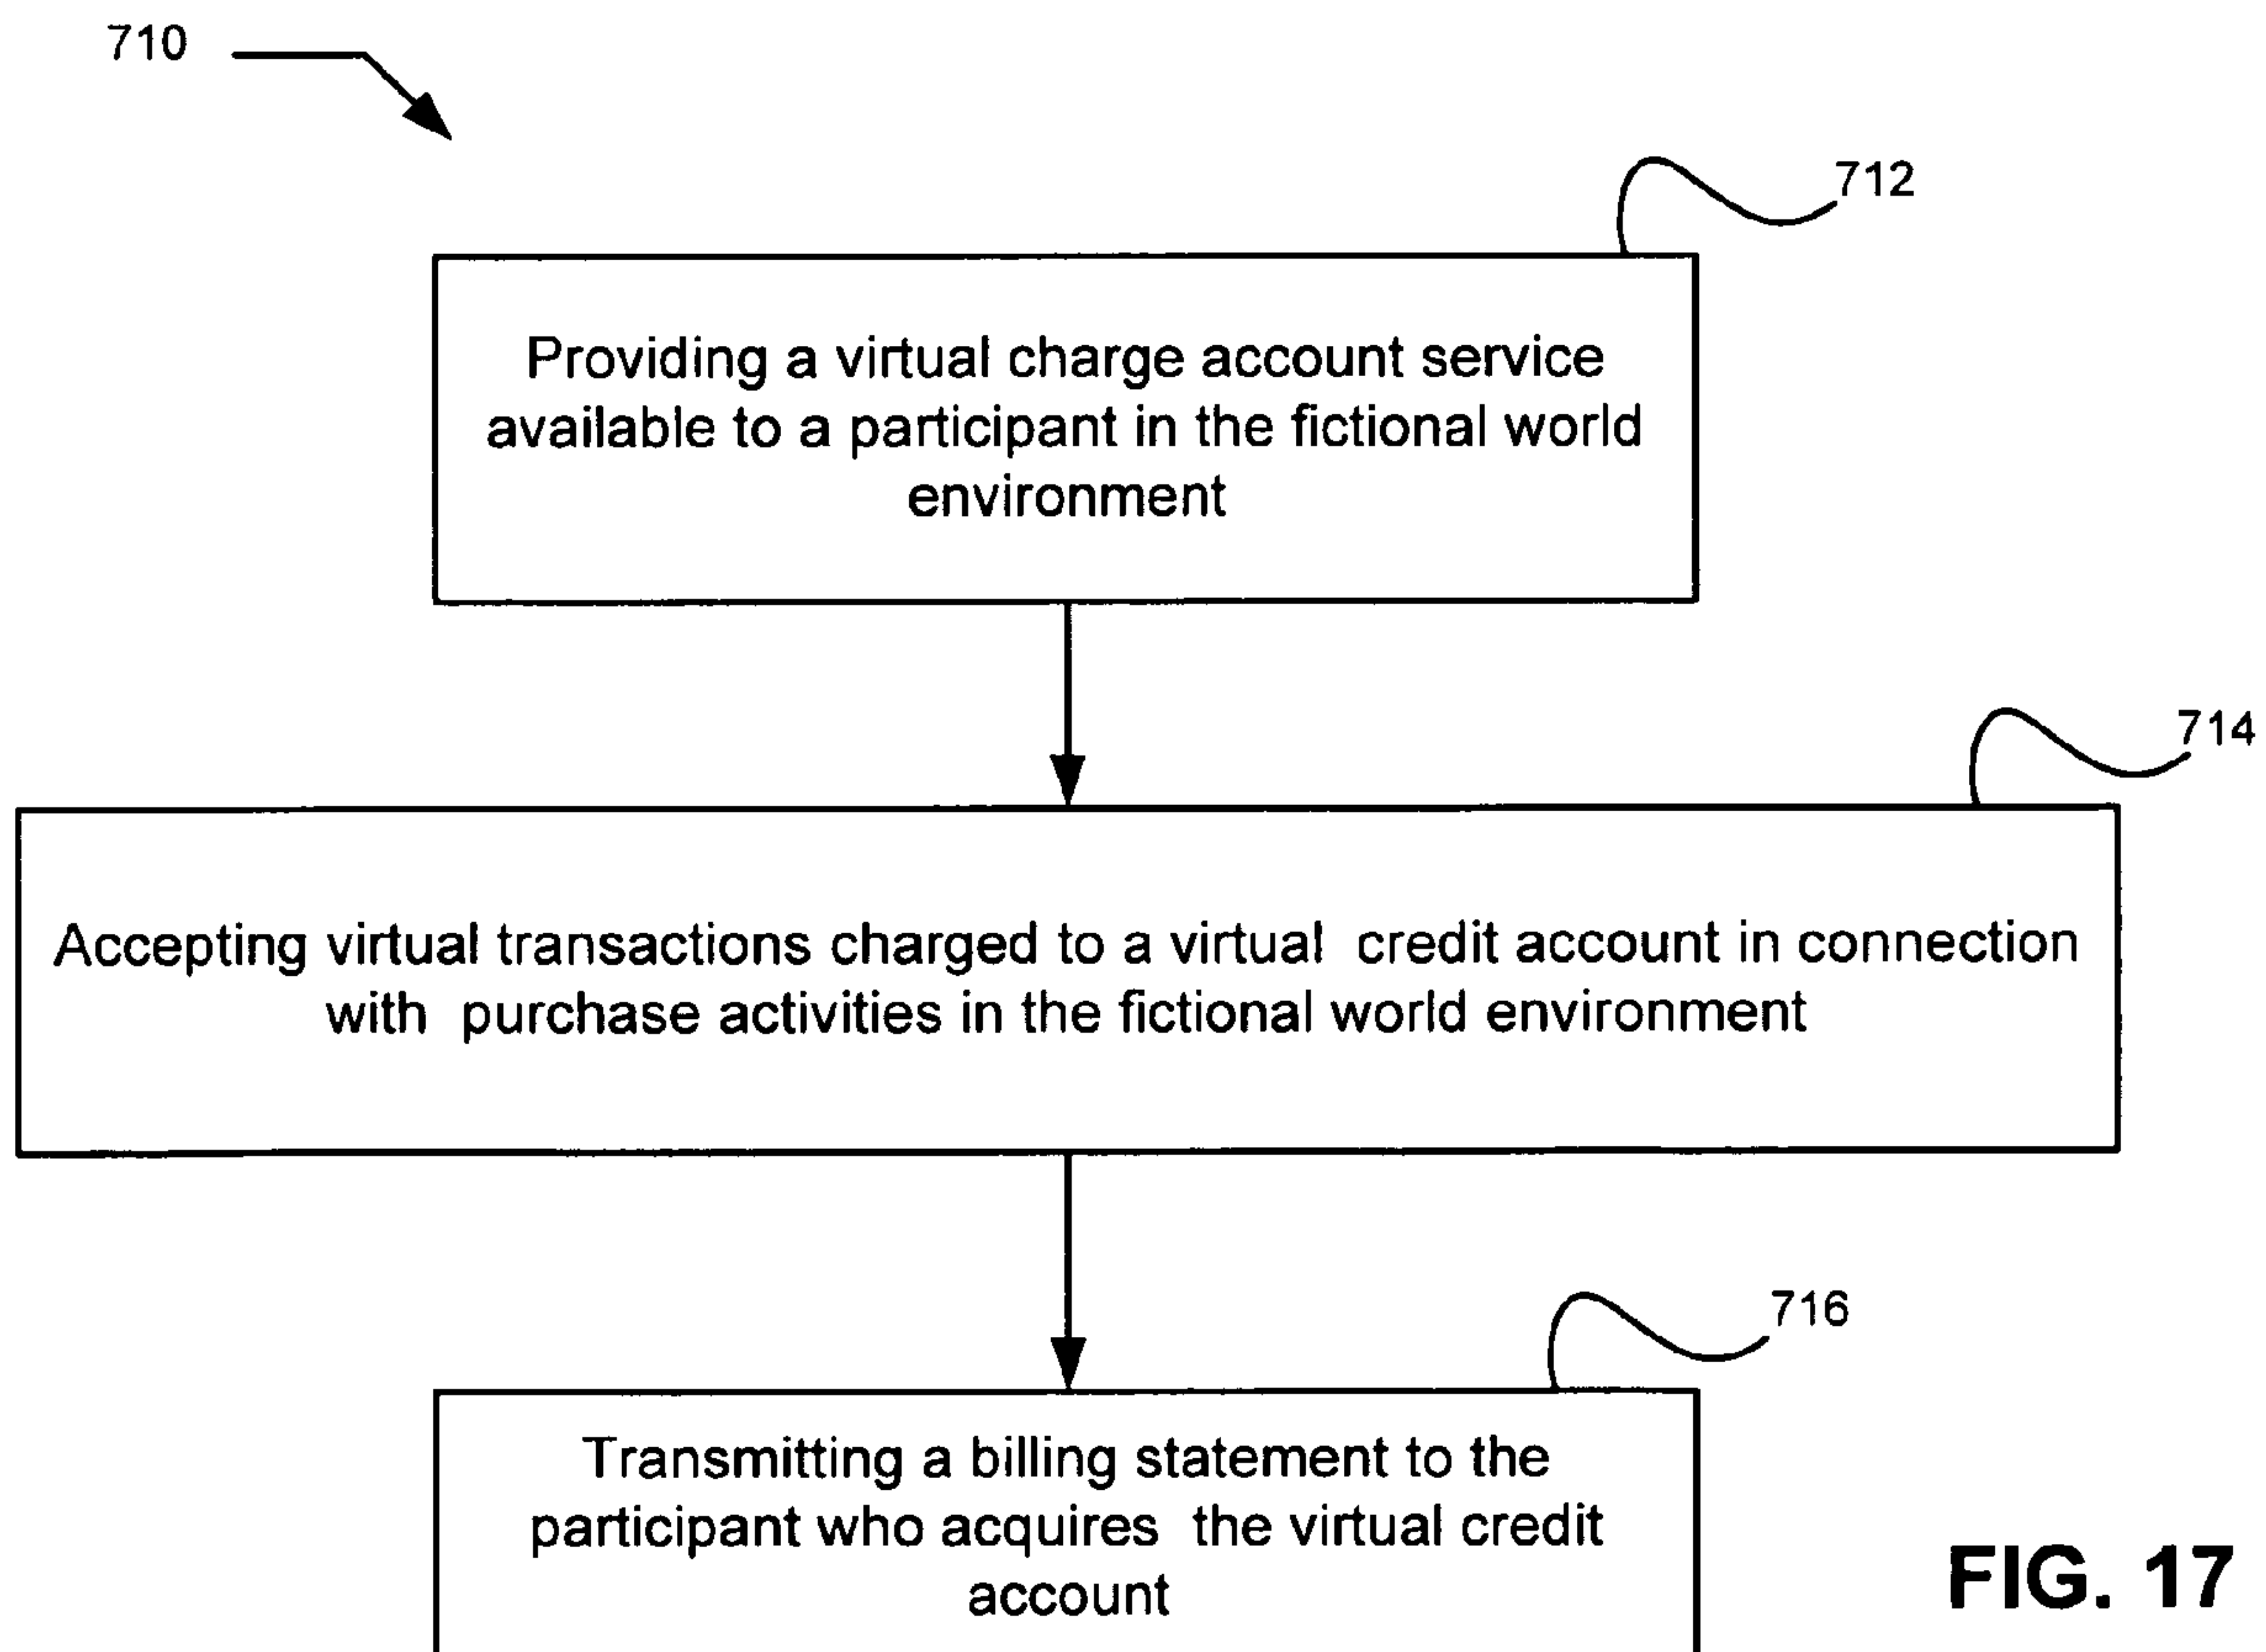 710
712
Providing a virtual charge account service
available to a participant in the fictional world
environment
714
Accepting virtual transactions charged to a virtual credit account in connection
with purchase activities in the fictional world environment
716
Transmitting a billing statement to the
participant who acquires the virtual credit
account
FIG. 17